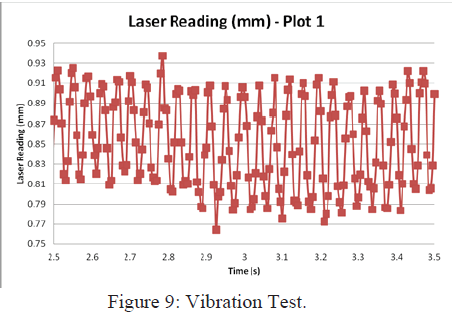 Laser Reading (mm) - Plot 1
0.95
0.93
0.91
0.89
0.87
0.85
0.83
0.81
0.79
0.77
0.75
Laser Reading (mm)
2.5 2.6 2.7 2.8 2.9 3 3.1 3.2 3.3 3.4 3.5
Time (s)
Figure 9: Vibration Test.